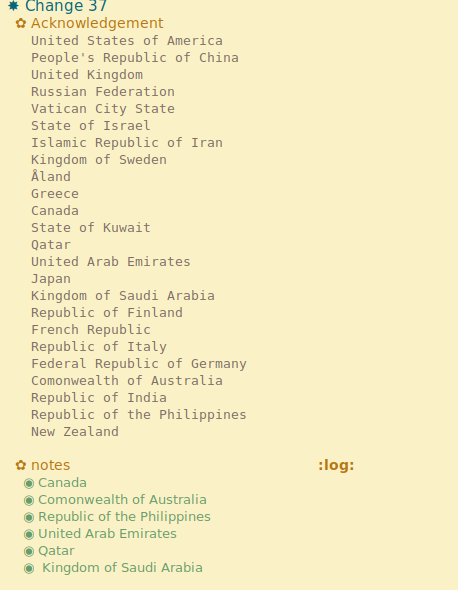 Change 37
Acknowledgement
United States of America
People's Republic of China
United Kingdom
Russian Federation
Vatican City State
State of Israel
Islamic Republic of Iran
Kingdom of Sweden
Åland
Greece
Canada
State of Kuwait
Qatar
United Arab Emirates
Japan
Kingdom of Saudi Arabia
Republic of Finland
French Republic
Republic of Italy
Federal Republic of Germany
Comonwealth of Australia
Republic of India
Republic of the Philippines
New Zealand
notes :log:
Canada
Comonwealth of Australia
Republic of the Philippines
United Arab Emirates
Qatar
Kingdom of Saudi Arabia